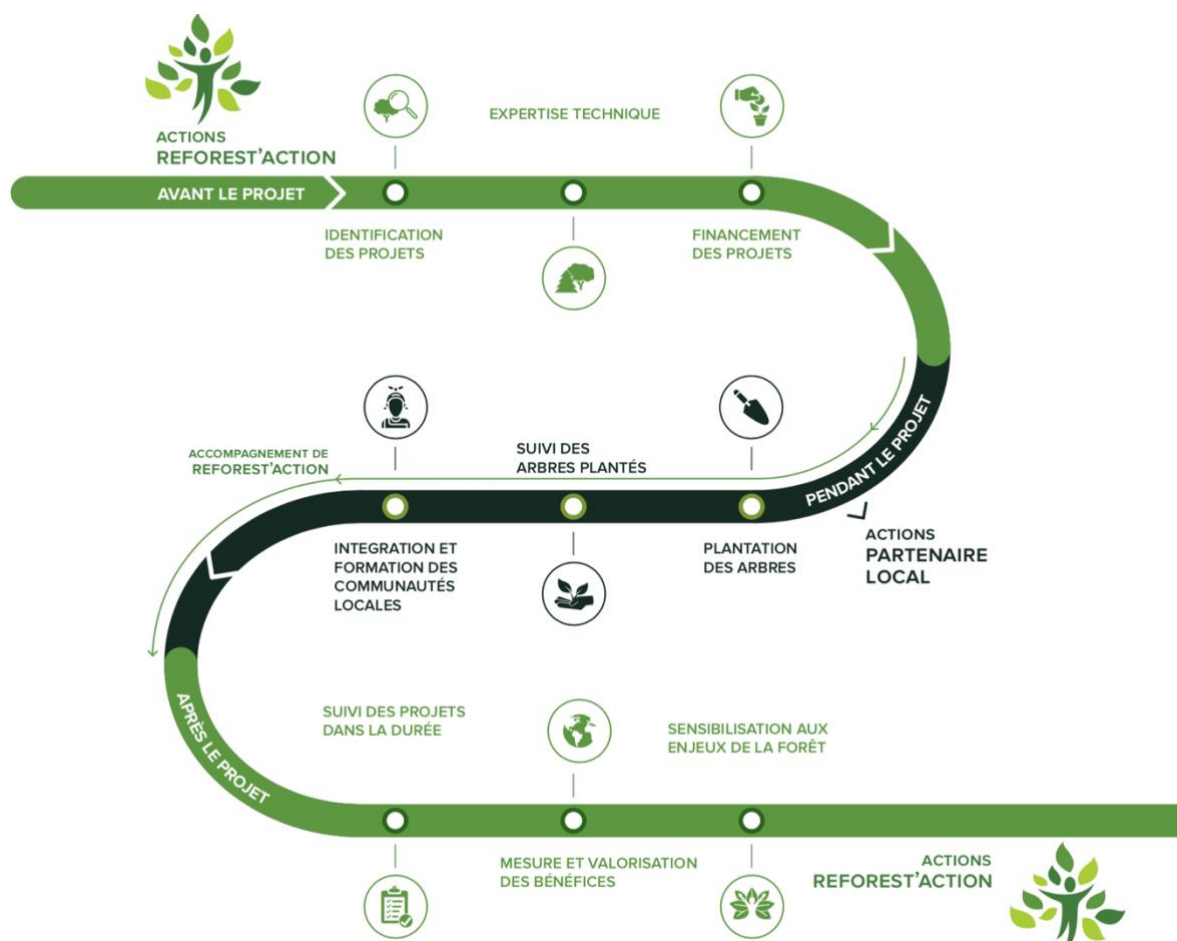 ACTIONS
REFOREST'ACTION
AVANT LE PROJET
EXPERTISE TECHNIQUE
IDENTIFICATION
DES PROJETS
FINANCEMENT
DES PROJETS
PENDANT LE PROJET
ACTIONS
PARTENAIRE
LOCAL
PLANTATION
DES ARBRES
SUIVI DES
ARBRES PLANTÉS
INTEGRATION ET
FORMATION DES
COMMUNAUTÉS
LOCALES
ACCOMPAGNEMENT DE
REFOREST'ACTION
APRÈS LE PROJET
SUIVI DES PROJETS
DANS LA DURÉE
MESURE ET VALORISATION
DES BÉNÉFICES
SENSIBILISATION AUX
ENJEUX DE LA FORÊT
ACTIONS
REFOREST'ACTION